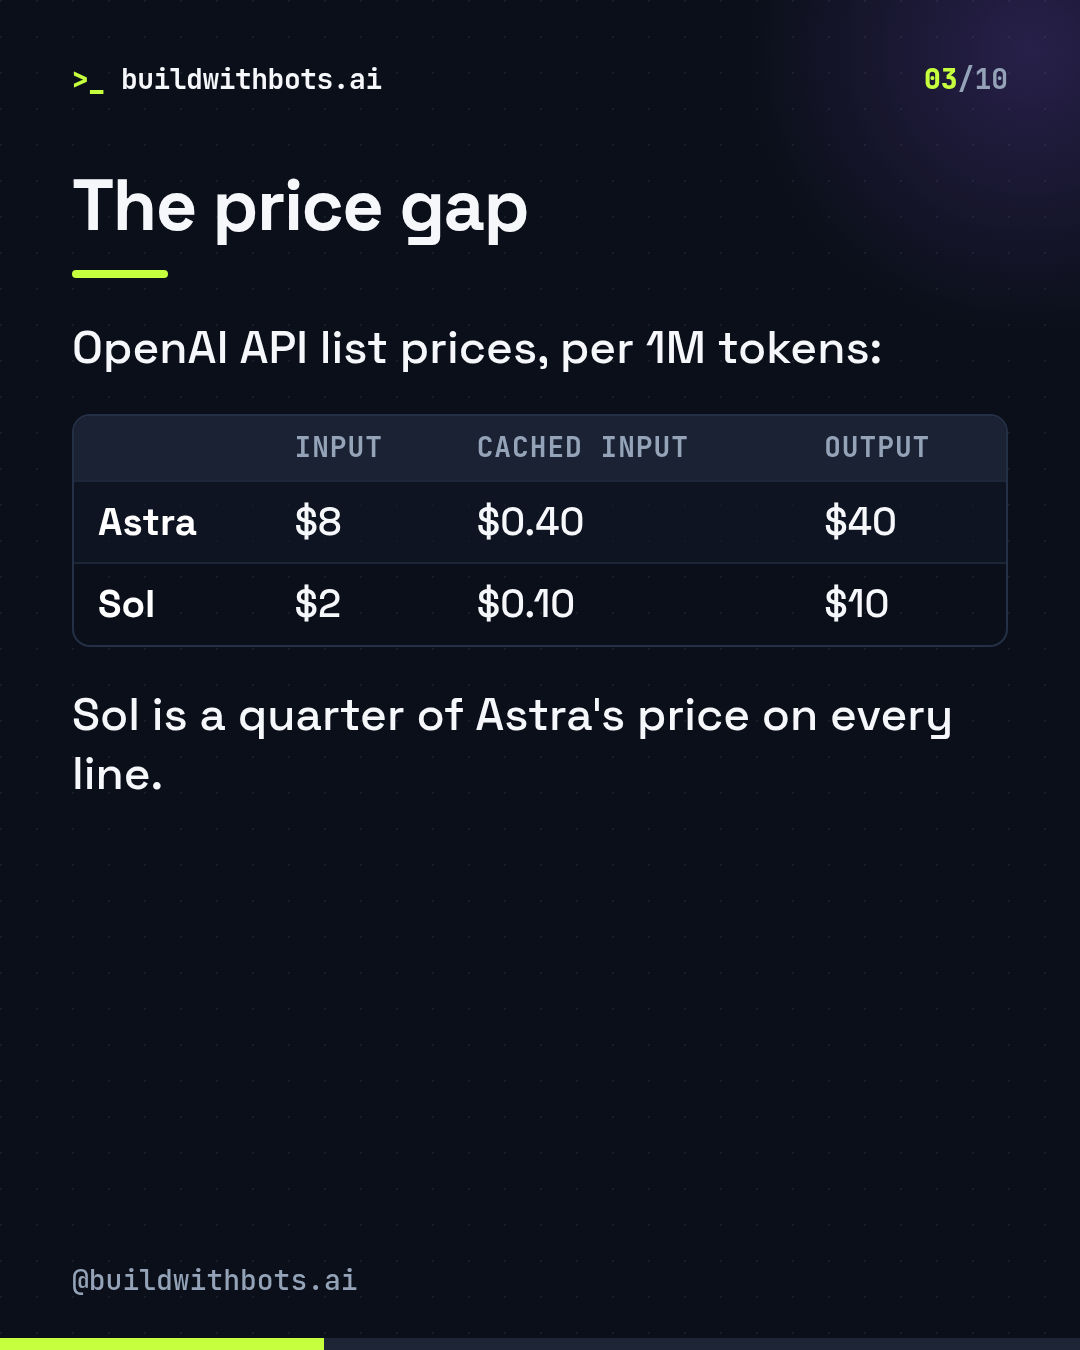 >_ buildwithbots.ai
03/10
The price gap
OpenAI API list prices, per 1M tokens:
INPUT CACHED INPUT OUTPUT
Astra $8 $0.40 $40
Sol $2 $0.10 $10
Sol is a quarter of Astra's price on every
line.
@buildwithbots.ai